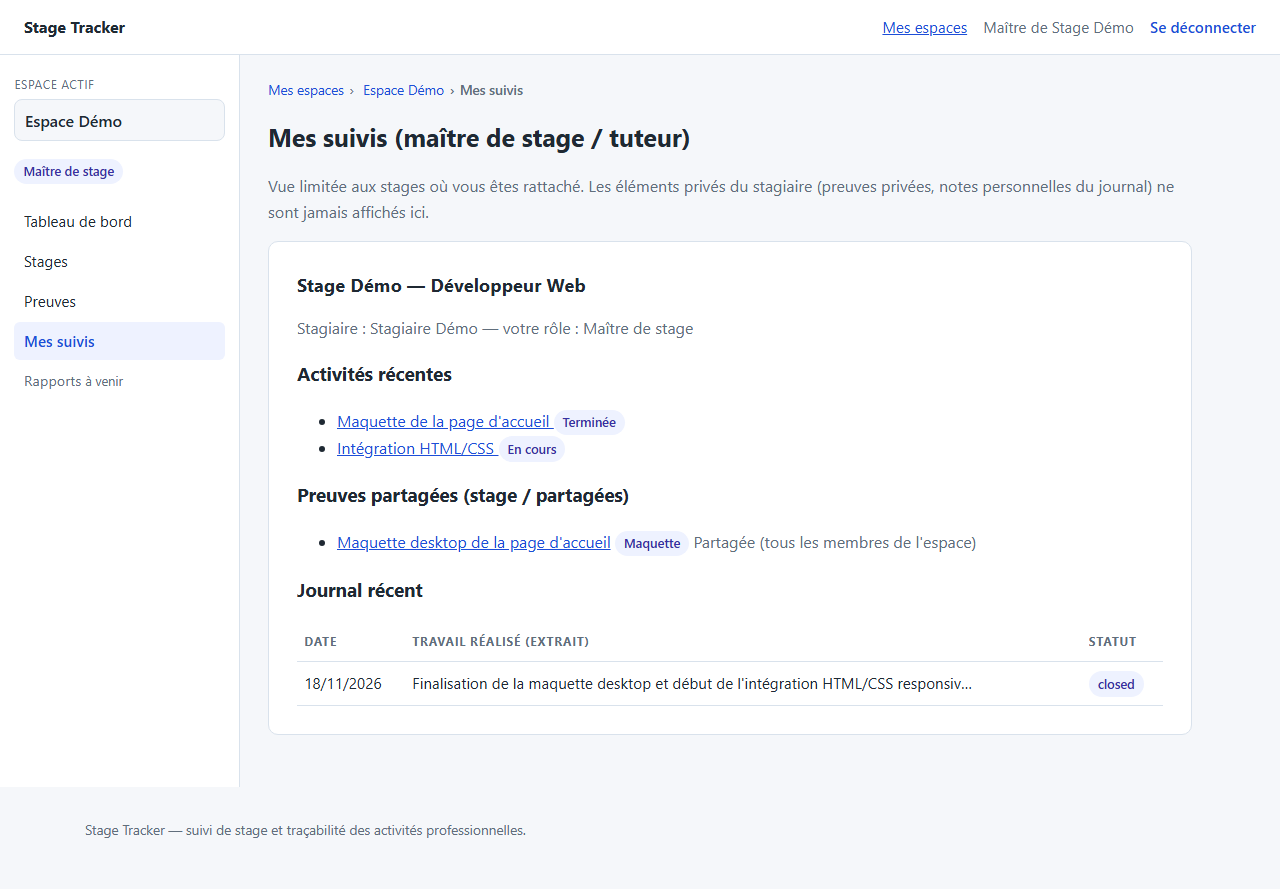 Stage Tracker
Mes espaces Maître de Stage Démo Se déconnecter
ESPACE ACTIF
Espace Démo
Maître de stage
Tableau de bord
Stages
Preuves
Mes suivis
Rapports à venir
Mes espaces › Espace Démo › Mes suivis
Mes suivis (maître de stage / tuteur)
Vue limitée aux stages où vous êtes rattaché. Les éléments privés du stagiaire (preuves privées, notes personnelles du journal) ne
sont jamais affichés ici.
Stage Démo — Développeur Web
Stagiaire : Stagiaire Démo — votre rôle : Maître de stage
Activités récentes
Maquette de la page d'accueil Terminée
Intégration HTML/CSS En cours
Preuves partagées (stage / partagées)
Maquette desktop de la page d'accueil Maquette Partagée (tous les membres de l'espace)
Journal récent
DATE TRAVAIL RÉALISÉ (EXTRAIT) STATUT
18/11/2026 Finalisation de la maquette desktop et début de l'intégration HTML/CSS responsiv… closed
Stage Tracker — suivi de stage et traçabilité des activités professionnelles.